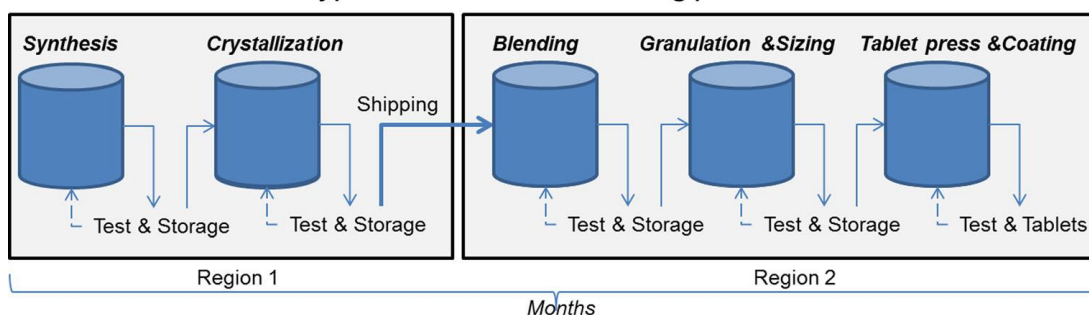 Synthesis
Crystallization
Blending
Granulation &Sizing
Tablet press &Coating
Shipping
Test & Storage
Test & Storage
Test & Storage
Test & Storage
Test & Tablets
Region 1
Region 2
Months